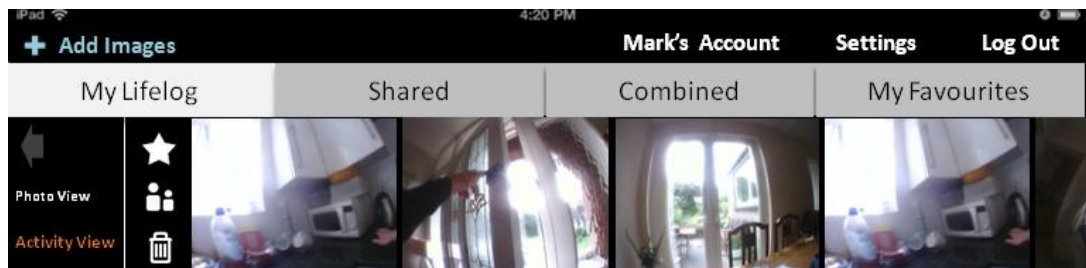 iPad 4:20 PM
+ Add Images Mark's Account Settings Log Out
My Lifelog Shared Combined My Favourites
Photo View
Activity View